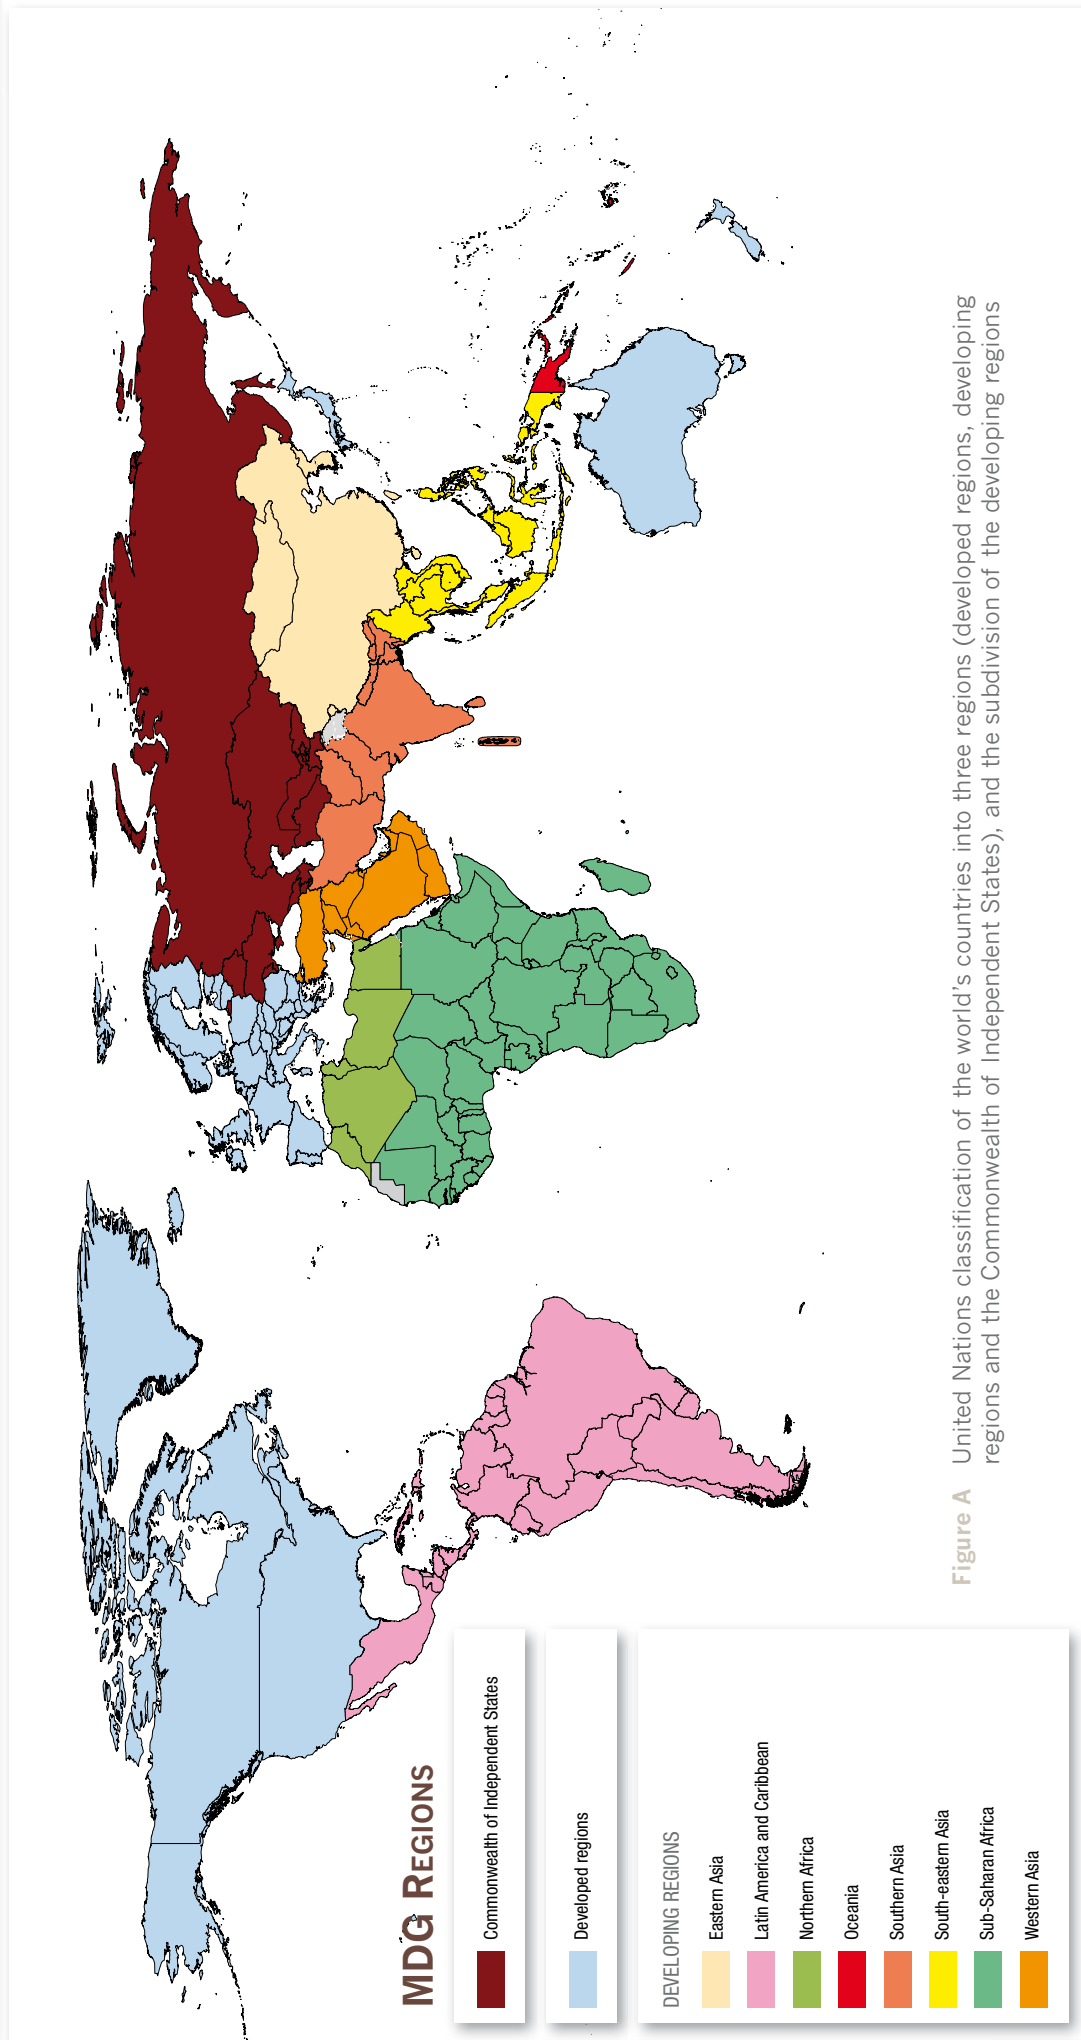 MDG REGIONS
Commonwealth of Independent States
Developed regions
DEVELOPING REGIONS
Eastern Asia
Latin America and Caribbean
Northern Africa
Oceania
Southern Asia
South-eastern Asia
Sub-Saharan Africa
Western Asia
Figure A United Nations classification of the world's countries into three regions (developed regions, developing
regions and the Commonwealth of Independent States), and the subdivision of the developing regions